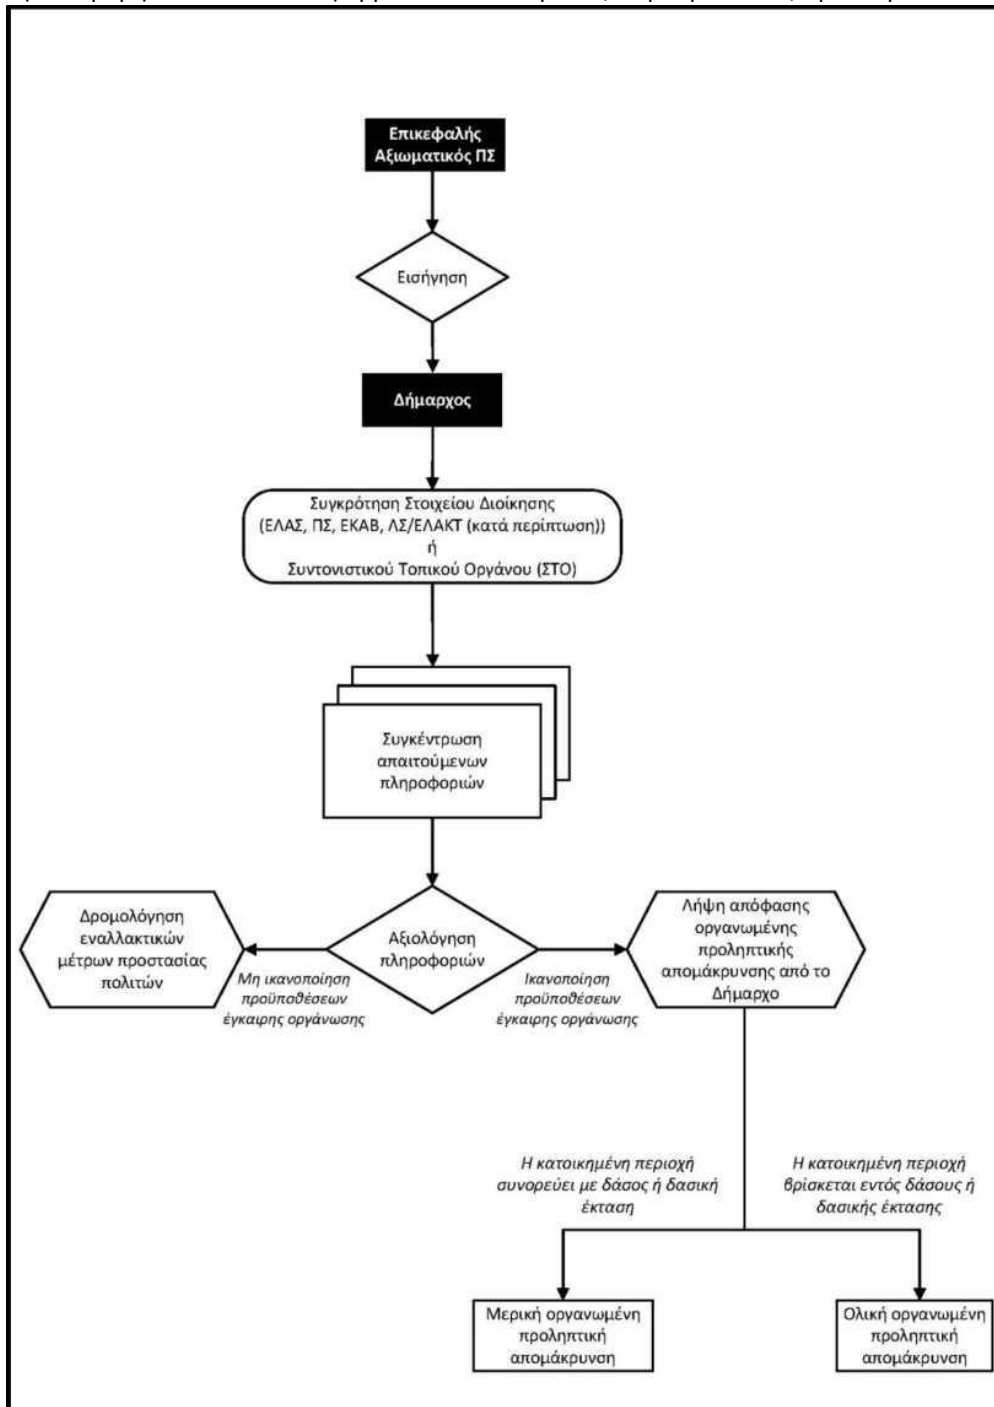 Επικεφαλής
Αξιωματικός ΠΣ
Εισήγηση
Δήμαρχος
Συγκρότηση Στοιχείου Διοίκησης
(ΕΛΑΣ, ΠΣ, ΕΚΑΒ, ΛΣ/ΕΛΑΚΤ (κατά περίπτωση))
ή
Συντονιστικού Τοπικού Οργάνου (ΣΤΟ)
Συγκέντρωση
απαιτούμενων
πληροφοριών
Δρομολόγηση
εναλλακτικών
μέτρων προστασίας
πολιτών
Μη ικανοποίηση
προϋποθέσεων
έγκαιρης οργάνωσης
Αξιολόγηση
πληροφοριών
Ικανοποίηση
προϋποθέσεων
έγκαιρης οργάνωσης
Λήψη απόφασης
οργανωμένης
προληπτικής
απομάκρυνσης από το
Δήμαρχο
Η κατοικημένη περιοχή
συνορεύει με δάσος ή δασική
έκταση
Η κατοικημένη περιοχή
βρίσκεται εντός δάσους ή
δασικής έκτασης
Μερική οργανωμένη
προληπτική
απομάκρυνση
Ολική οργανωμένη
προληπτική
απομάκρυνση